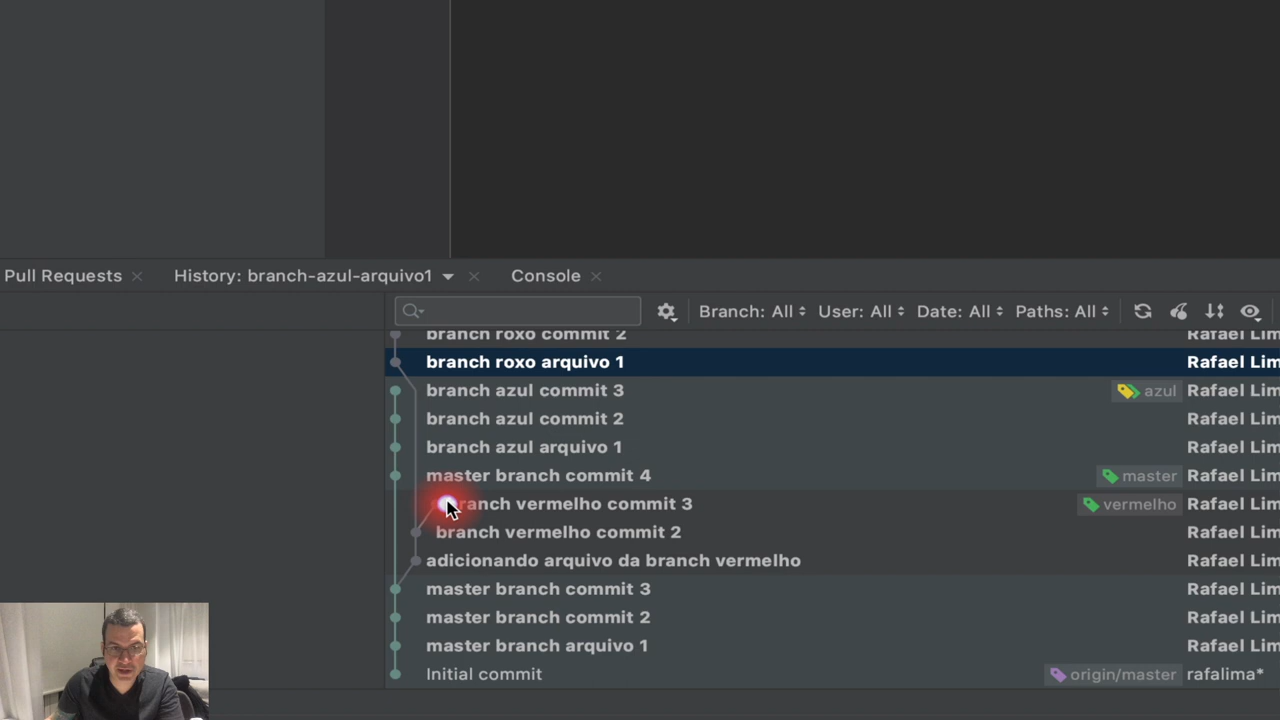 Pull Requests History: branch-azul-arquivo1 Console
Branch: All User: All Date: All Paths: All
branch roxo commit 2 Rafael Lim
branch roxo arquivo 1 Rafael Lim
branch azul commit 3 azul Rafael Lim
branch azul commit 2 Rafael Lim
branch azul arquivo 1 Rafael Lim
master branch commit 4 master Rafael Lim
branch vermelho commit 3 vermelho Rafael Lim
branch vermelho commit 2 Rafael Lim
adicionando arquivo da branch vermelho Rafael Lim
master branch commit 3 Rafael Lim
master branch commit 2 Rafael Lim
master branch arquivo 1 Rafael Lim
Initial commit origin/master rafalima*